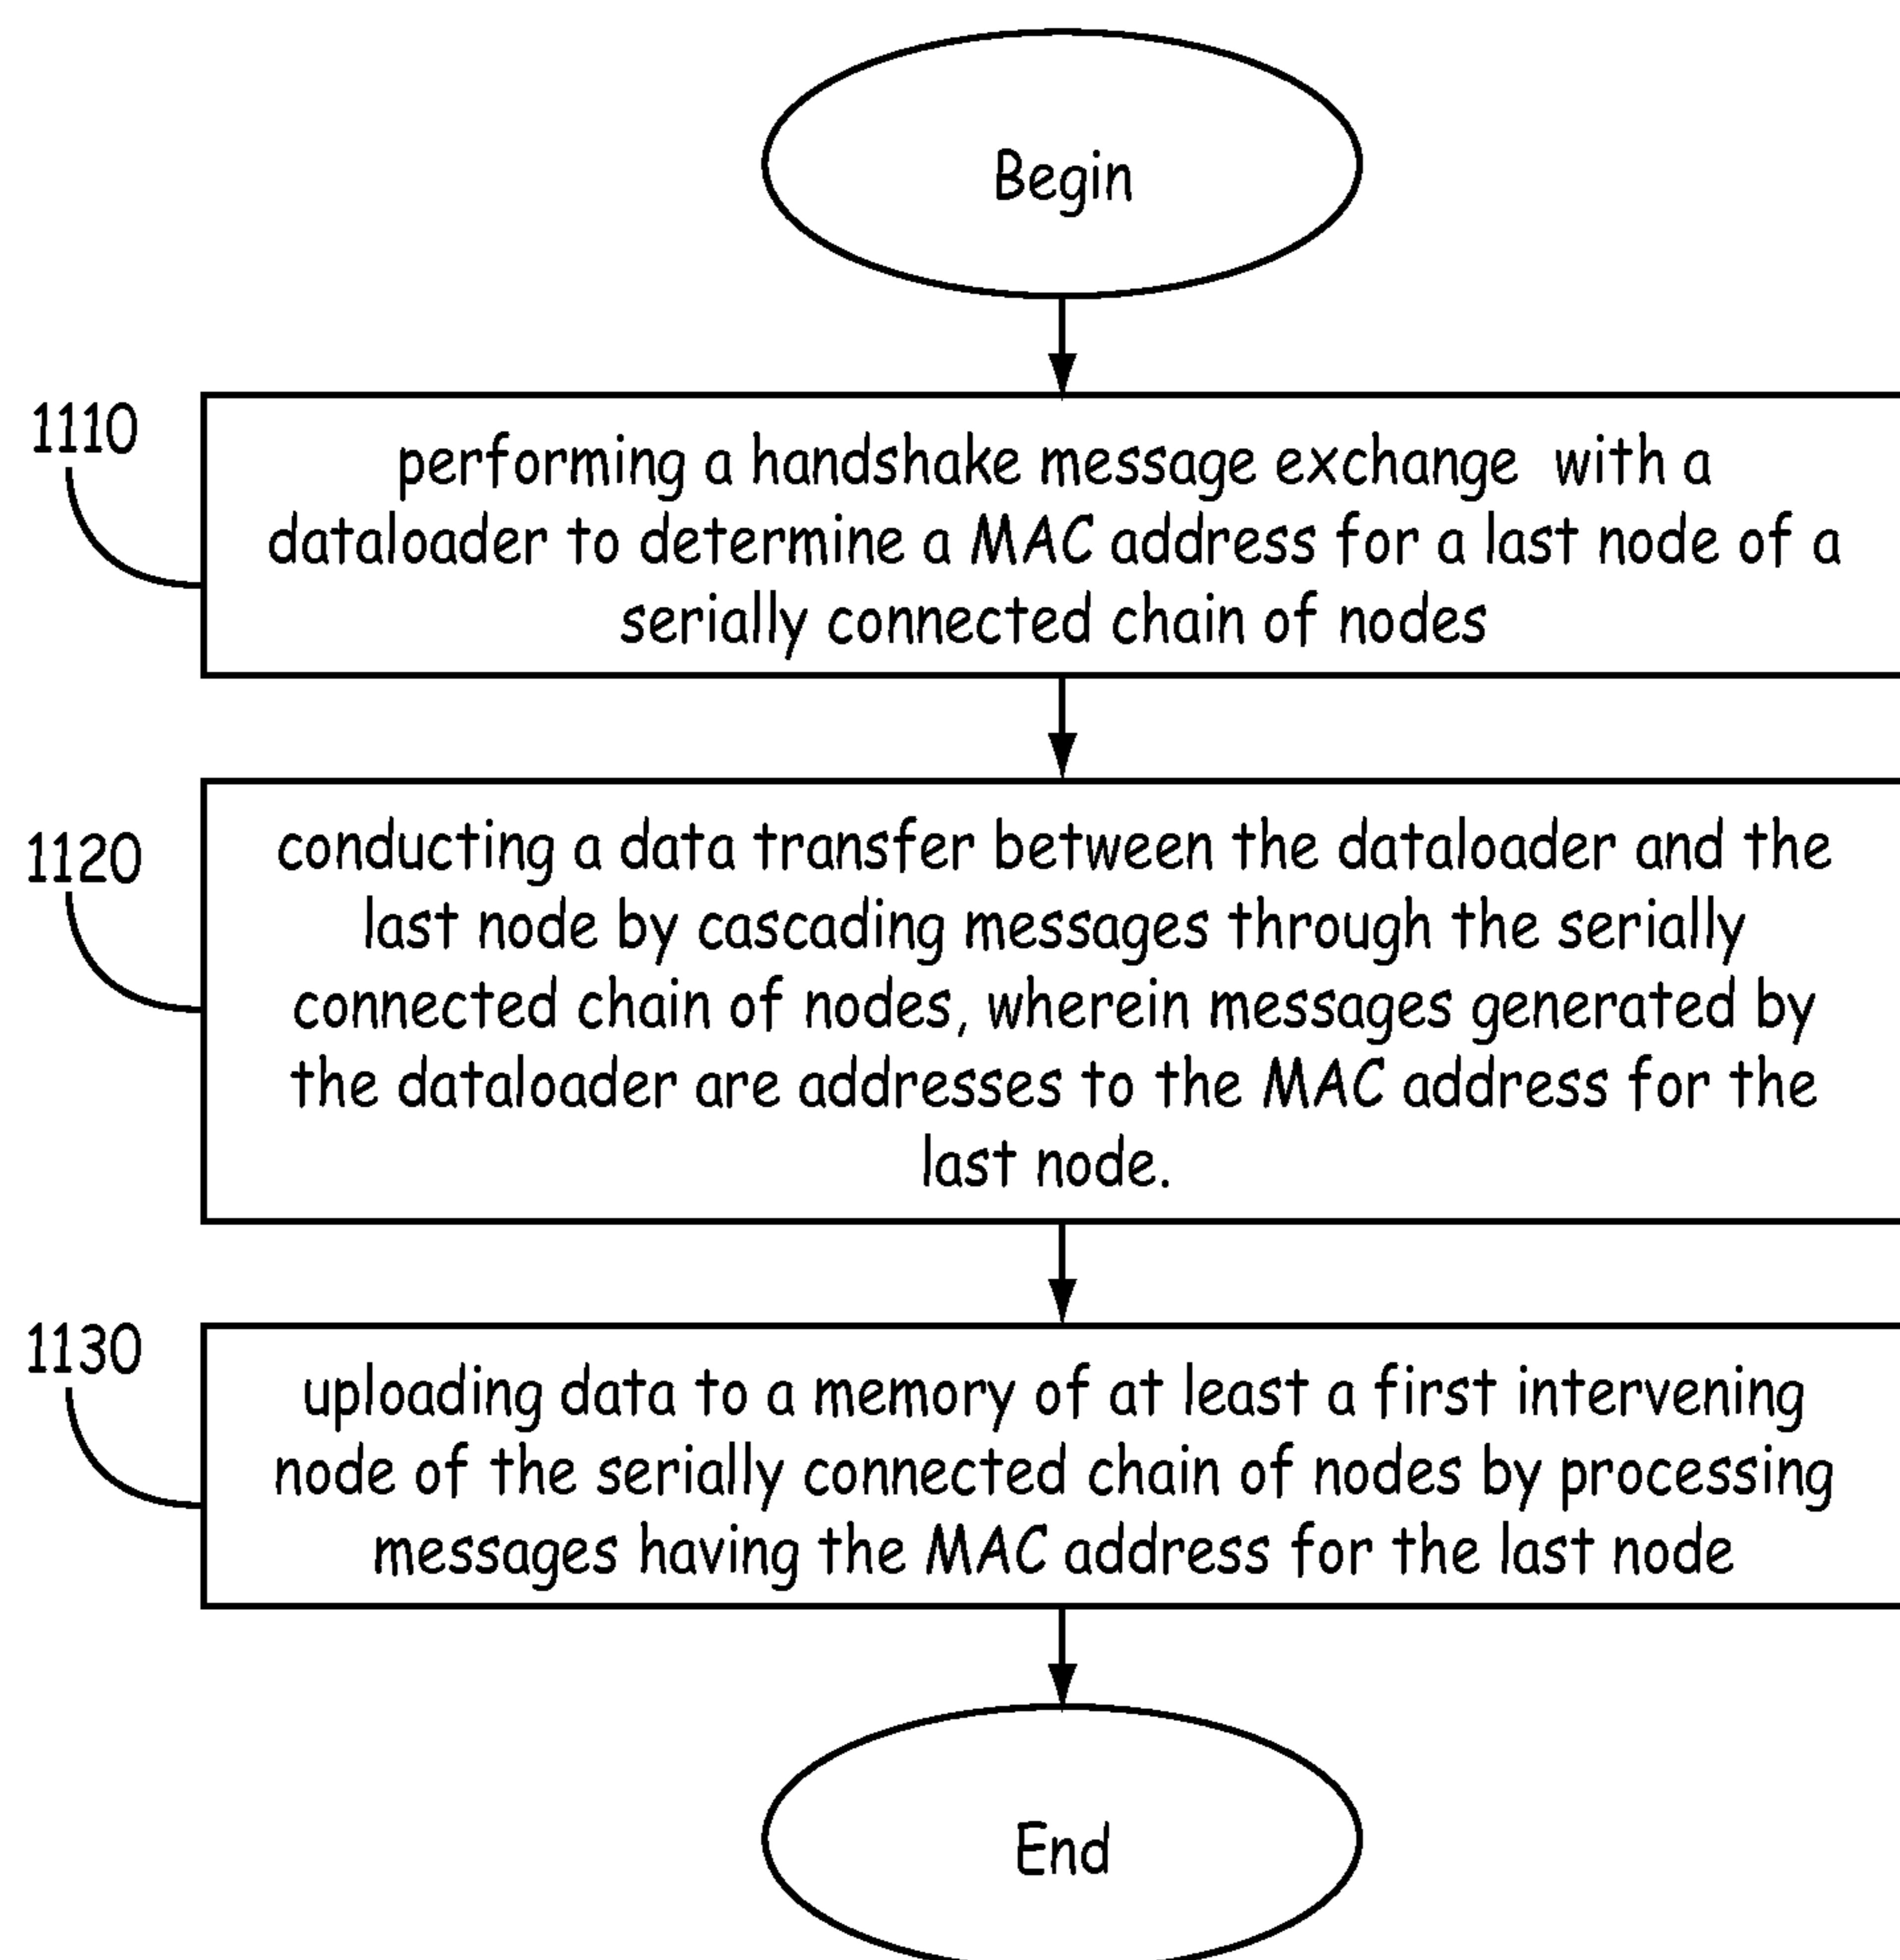 Begin
1110
performing a handshake message exchange with a
dataloader to determine a MAC address for a last node of a
serially connected chain of nodes
1120
conducting a data transfer between the dataloader and the
last node by cascading messages through the serially
connected chain of nodes, wherein messages generated by
the dataloader are addresses to the MAC address for the
last node.
1130
uploading data to a memory of at least a first intervening
node of the serially connected chain of nodes by processing
messages having the MAC address for the last node
End